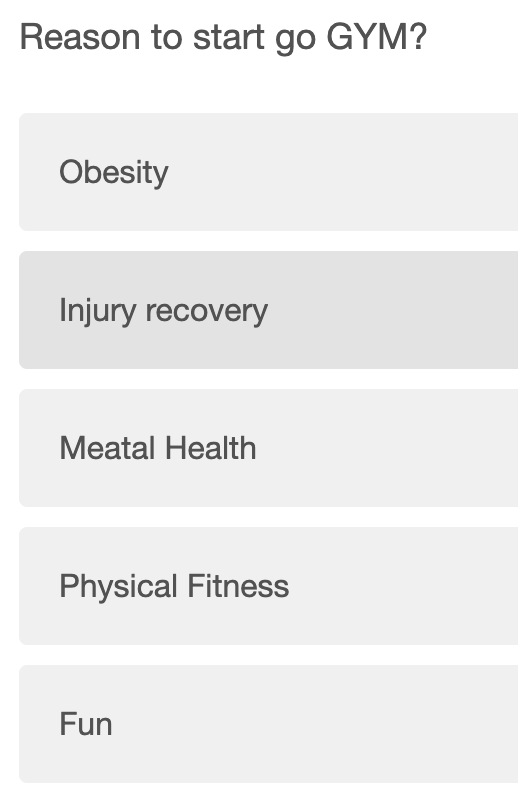 Reason to start go GYM?
Obesity
Injury recovery
Meatal Health
Physical Fitness
Fun